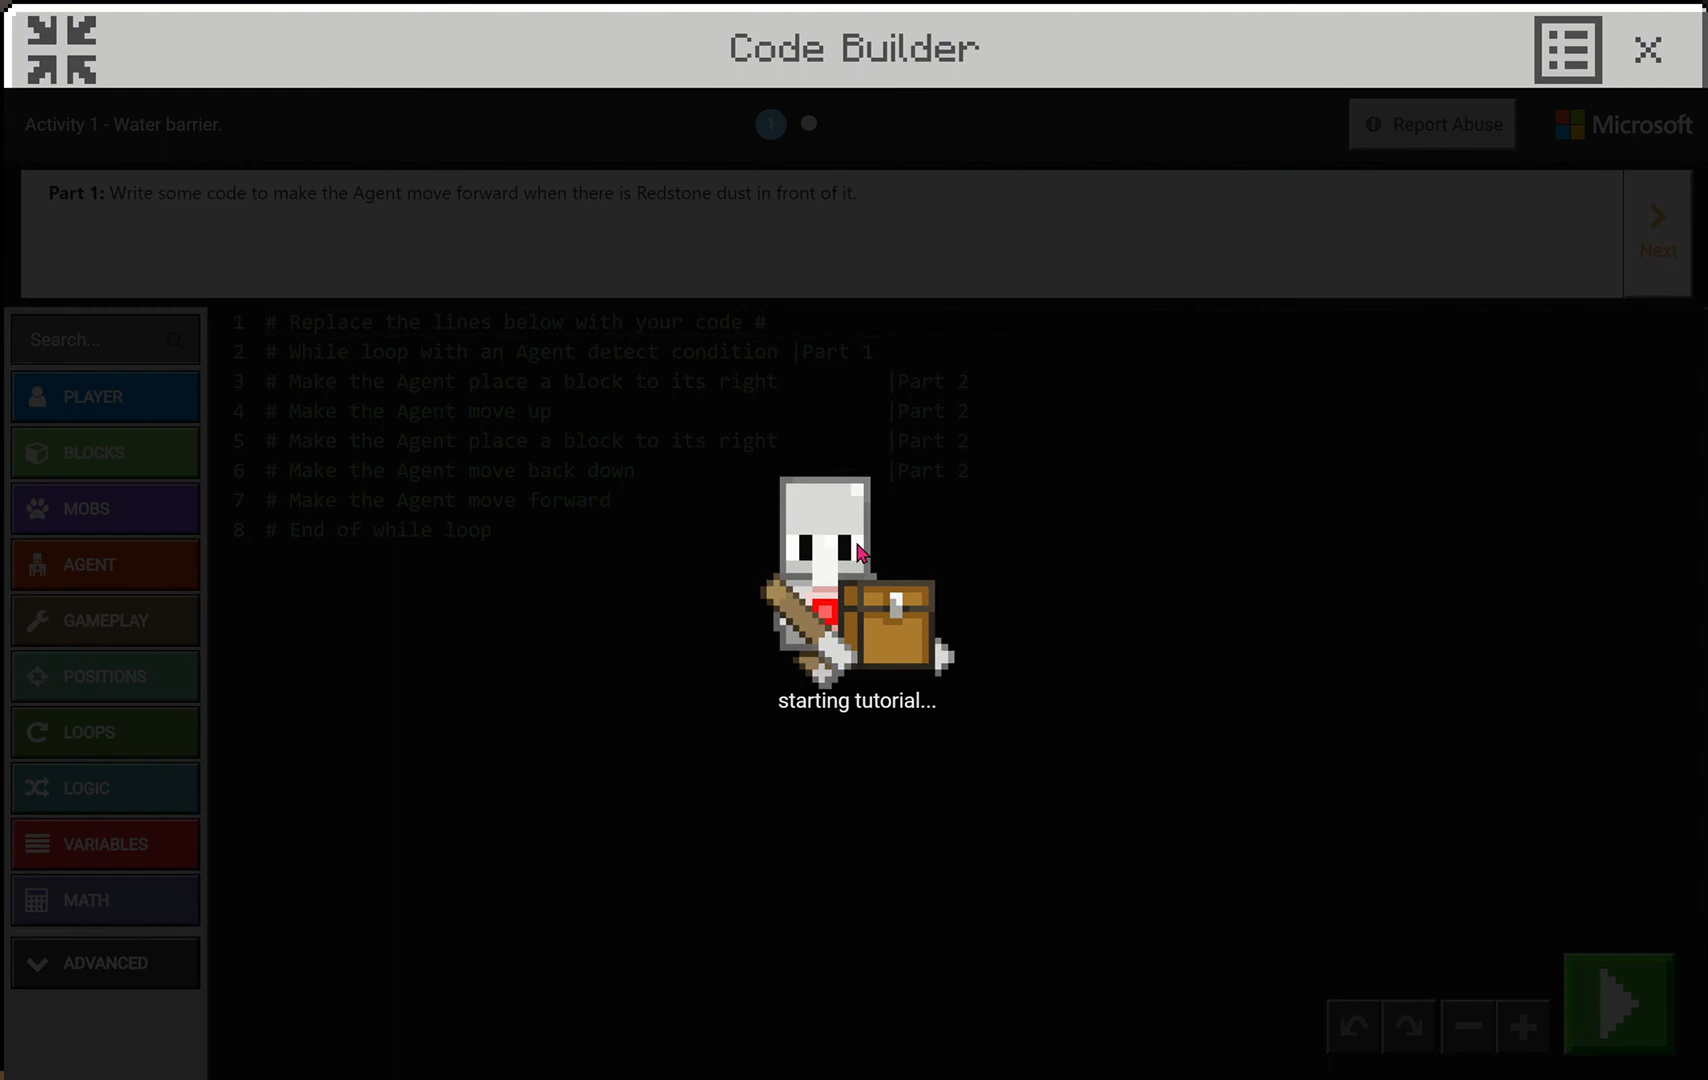 Code Builder
Activity 1 - Water barrier.
1
Report Abuse
Microsoft
Part 1: Write some code to make the Agent move forward when there is Redstone dust in front of it.
Next
Search...
PLAYER
BLOCKS
MOBS
AGENT
GAMEPLAY
POSITIONS
LOOPS
LOGIC
VARIABLES
MATH
ADVANCED
1 # Replace the lines below with your code #
2 # While loop with an Agent detect condition |Part 1
3 # Make the Agent place a block to its right |Part 2
4 # Make the Agent move up |Part 2
5 # Make the Agent place a block to its right |Part 2
6 # Make the Agent move back down |Part 2
7 # Make the Agent move forward
8 # End of while loop
starting tutorial...